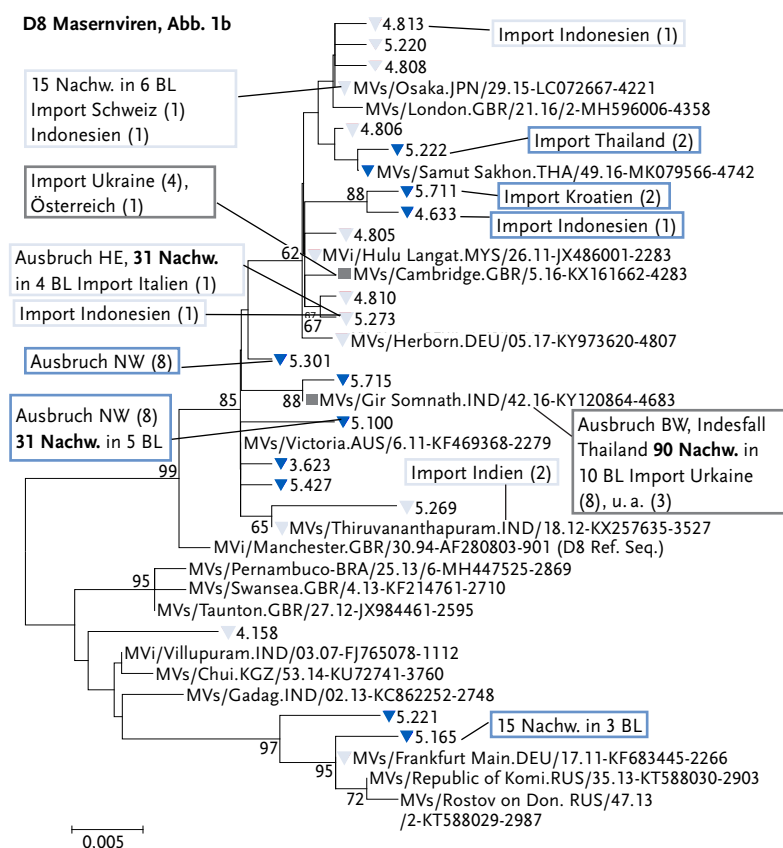 D8 Masernviren, Abb. 1b
4.813
Import Indonesien (1)
5.220
4.808
15 Nachw. in 6 BL
Import Schweiz (1)
Indonesien (1)
MVs/Osaka.JPN/29.15-LC072667-4221
MVs/London.GBR/21.16/2-MH596006-4358
4.806
5.222
Import Thailand (2)
MVs/Samut Sakhon.THA/49.16-MK079566-4742
Import Ukraine (4),
Österreich (1)
88
5.711
Import Kroatien (2)
4.633
Import Indonesien (1)
4.805
62
MVi/Hulu Langat.MYS/26.11-JX486001-2283
Ausbruch HE, 31 Nachw.
in 4 BL Import Italien (1)
MVs/Cambridge.GBR/5.16-KX161662-4283
4.810
Import Indonesien (1)
67
5.273
67
MVs/Herborn.DEU/05.17-KY973620-4807
Ausbruch NW (8)
5.301
5.715
85
88
MVs/Gir Somnath.IND/42.16-KY120864-4683
Ausbruch NW (8)
31 Nachw. in 5 BL
5.100
MVs/Victoria.AUS/6.11-KF469368-2279
Ausbruch BW, Indesfall
Thailand 90 Nachw. in
10 BL Import Urkaine
(8), u. a. (3)
3.623
Import Indien (2)
99
5.427
5.269
65
MVs/Thiruvananthapuram.IND/18.12-KX257635-3527
MVi/Manchester.GBR/30.94-AF280803-901 (D8 Ref. Seq.)
95
MVs/Pernambuco-BRA/25.13/6-MH447525-2869
MVs/Swansea.GBR/4.13-KF214761-2710
MVs/Taunton.GBR/27.12-JX984461-2595
4.158
MVi/Villupuram.IND/03.07-FJ765078-1112
MVs/Chui.KGZ/53.14-KU72741-3760
MVs/Gadag.IND/02.13-KC862252-2748
5.221
97
5.165
15 Nachw. in 3 BL
95
MVs/Frankfurt Main.DEU/17.11-KF683445-2266
MVs/Republic of Komi.RUS/35.13-KT588030-2903
72
MVs/Rostov on Don. RUS/47.13
/2-KT588029-2987
0.005